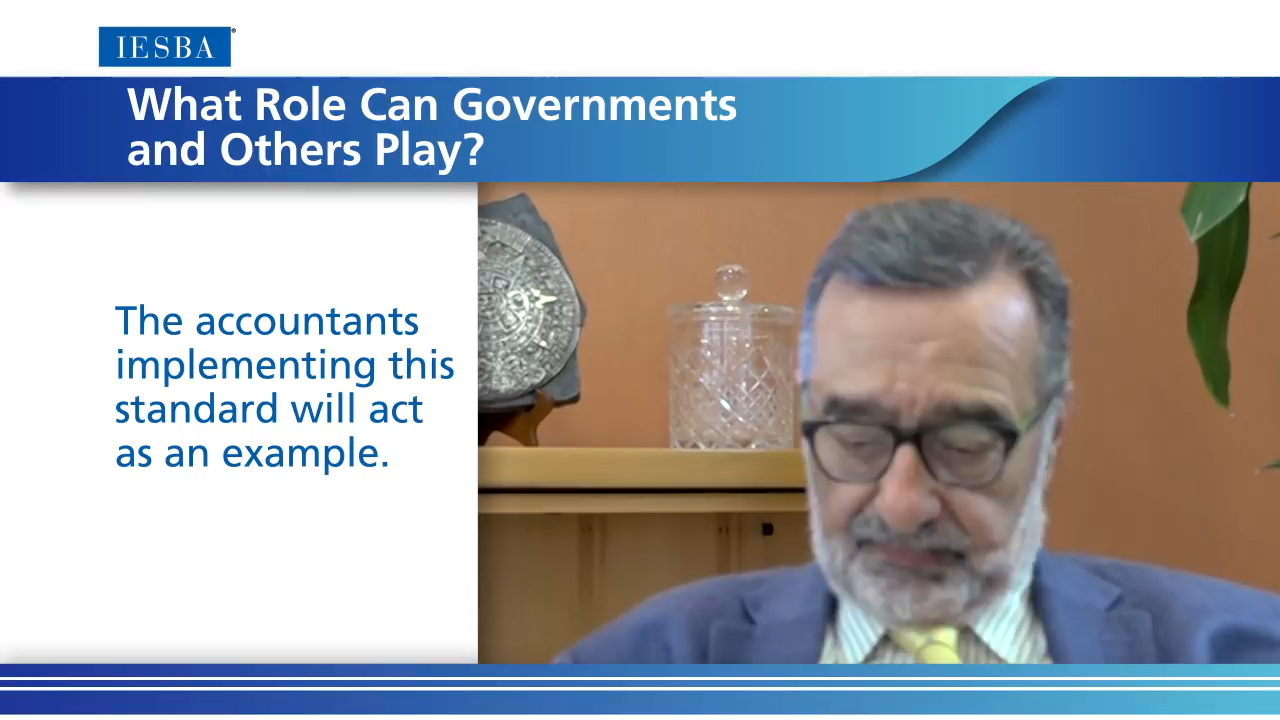 IESBA
What Role Can Governments
and Others Play?
The accountants
implementing this
standard will act
as an example.